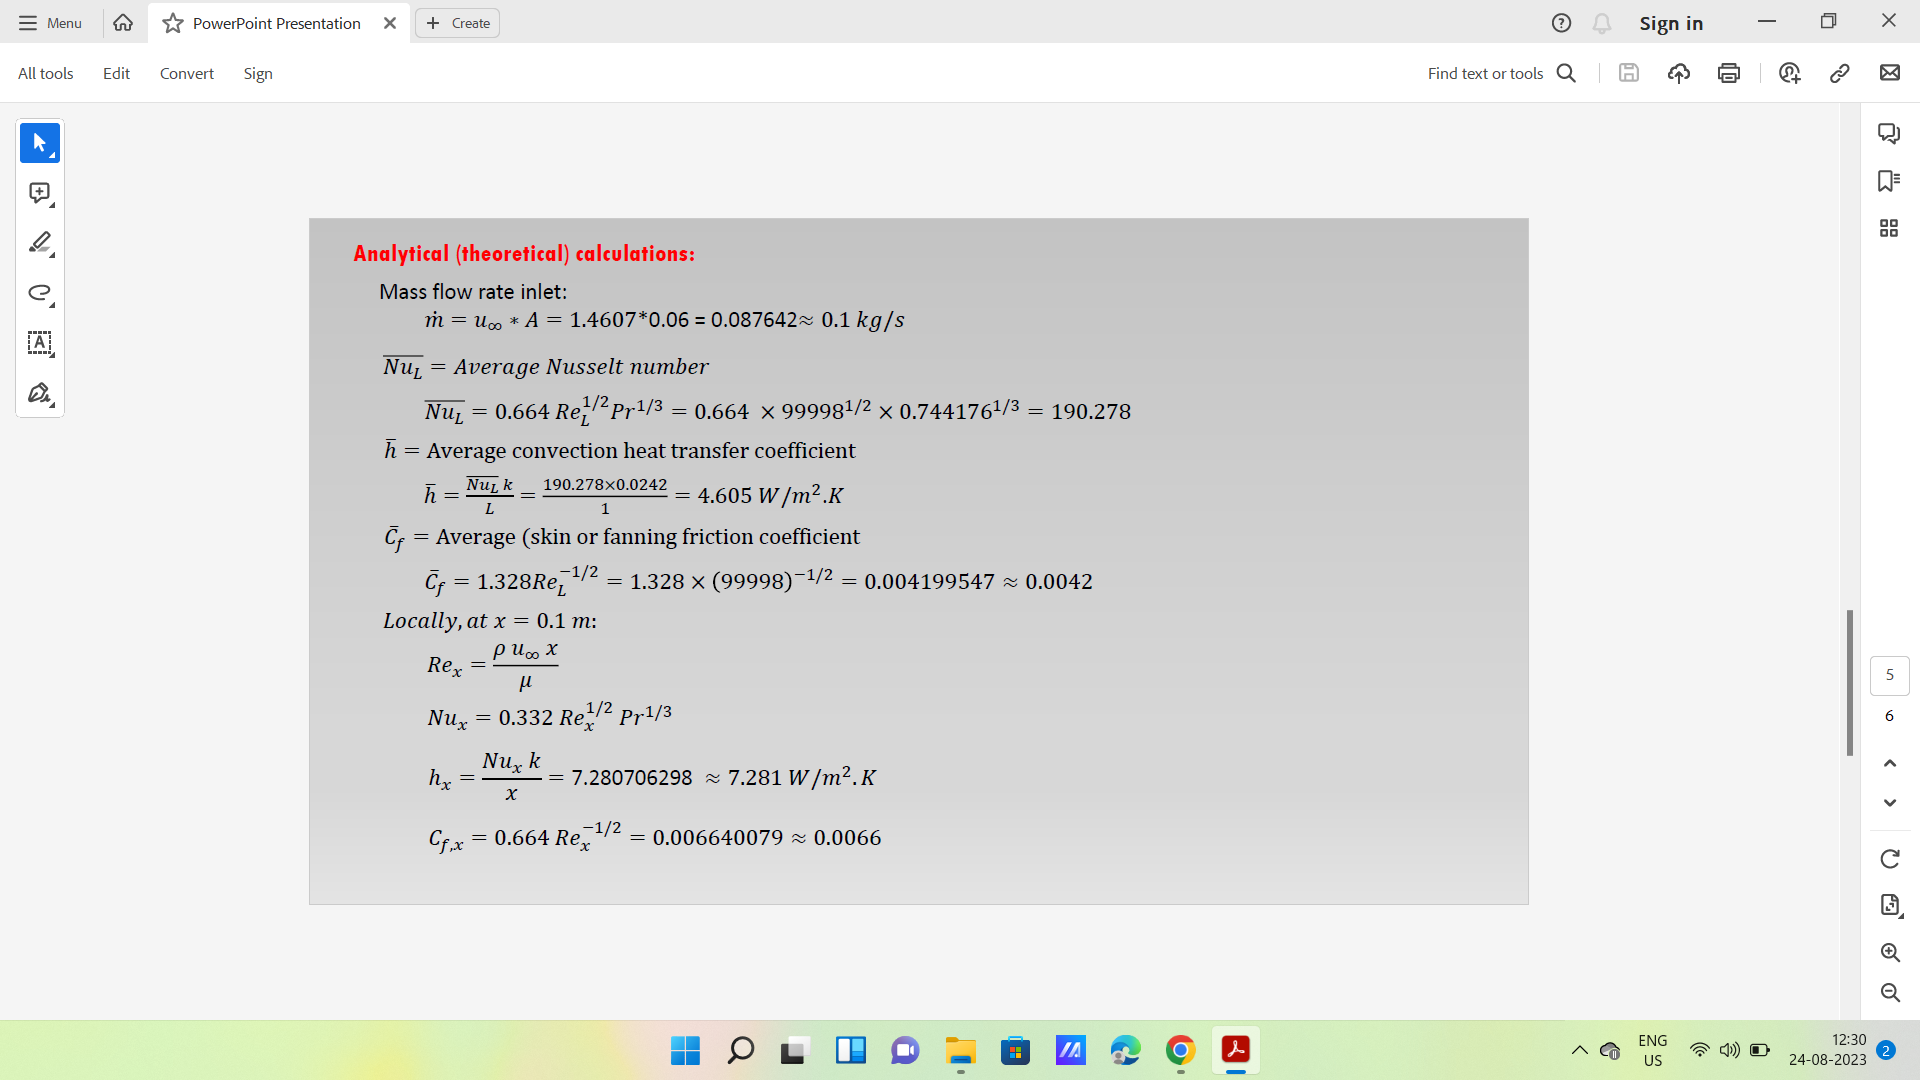 Menu
PowerPoint Presentation
Create
Sign in
All tools
Edit
Convert
Sign
Find text or tools
Analytical (theoretical) calculations:
Mass flow rate inlet:
ṁ = u∞ ∗ A = 1.4607*0.06 = 0.087642≈ 0.1 kg/s
N̅u̅_L = Average Nusselt number
N̅u̅_L = 0.664 Re_L^1/2 Pr^1/3 = 0.664 × 99998^1/2 × 0.744176^1/3 = 190.278
h̅ = Average convection heat transfer coefficient
h̅ = N̅u̅_L k / L = 190.278×0.0242 / 1 = 4.605 W/m².K
C̅_f = Average (skin or fanning friction coefficient
C̅_f = 1.328Re_L^−1/2 = 1.328 × (99998)^−1/2 = 0.004199547 ≈ 0.0042
Locally, at x = 0.1 m:
Re_x = ρ u∞ x / μ
Nu_x = 0.332 Re_x^1/2 Pr^1/3
h_x = Nu_x k / x = 7.280706298 ≈ 7.281 W/m².K
C_f,x = 0.664 Re_x^−1/2 = 0.006640079 ≈ 0.0066
5
6
ENG
US
12:30
24-08-2023
2